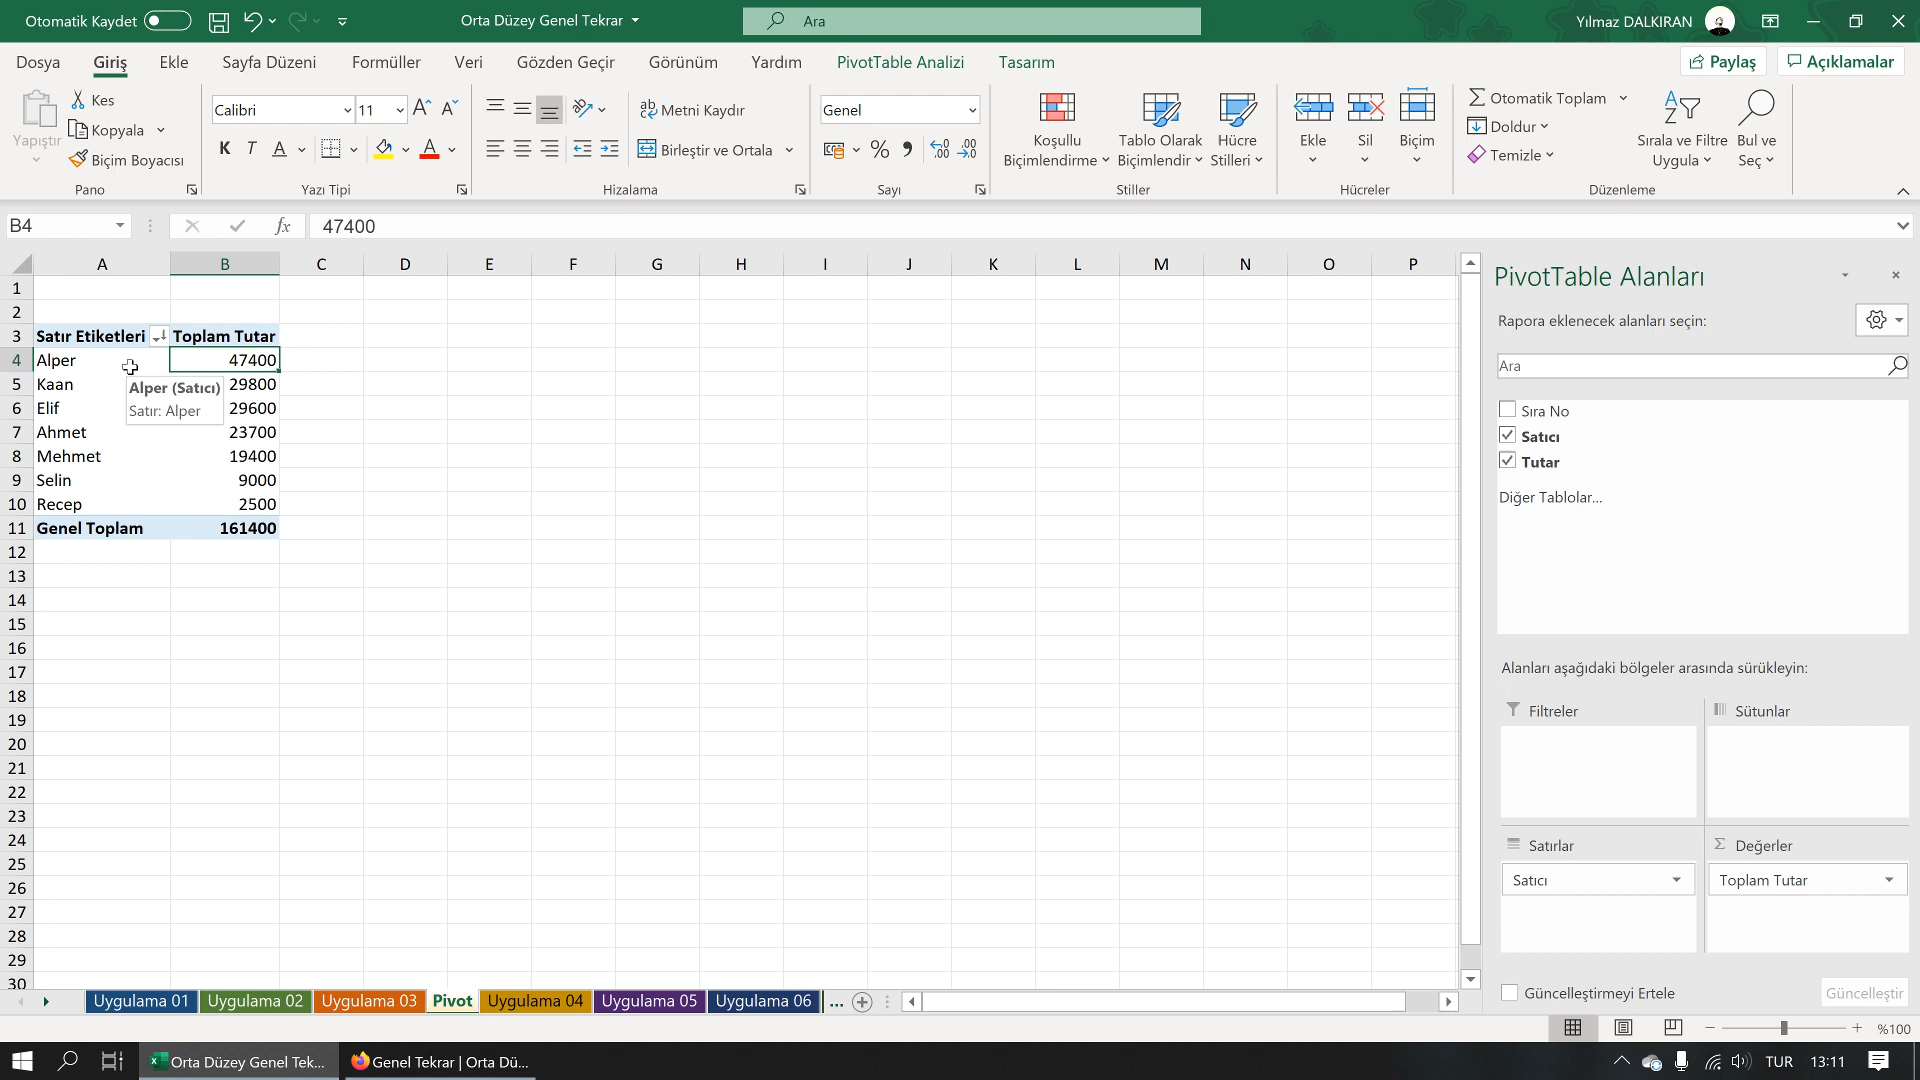 Otomatik Kaydet
Orta Düzey Genel Tekrar
Ara
Yılmaz DALKIRAN
Dosya Giriş Ekle Sayfa Düzeni Formüller Veri Gözden Geçir Görünüm Yardım PivotTable Analizi Tasarım
Paylaş Açıklamalar
Yapıştır
Kes
Kopyala
Biçim Boyacısı
Pano
Calibri 11
K T A A
Yazı Tipi
Metni Kaydır
Birleştir ve Ortala
Hizalama
Genel
Sayı
Koşullu
Biçimlendirme
Tablo Olarak
Biçimlendir
Hücre
Stilleri
Stiller
Ekle Sil Biçim
Hücreler
Otomatik Toplam
Doldur
Temizle
Sırala ve Filtre
Uygula
Bul ve
Seç
Düzenleme
B4 fx 47400
A B C D E F G H I J K L M N O P
1
2
3 Satır Etiketleri Toplam Tutar
4 Alper 47400
5 Kaan 29800
6 Elif 29600
7 Ahmet 23700
8 Mehmet 19400
9 Selin 9000
10 Recep 2500
11 Genel Toplam 161400
12
13
14
15
16
17
18
19
20
21
22
23
24
25
26
27
28
29
30
Alper (Satıcı)
Satır: Alper
PivotTable Alanları
Rapora eklenecek alanları seçin:
Ara
Sıra No
Satıcı
Tutar
Diğer Tablolar...
Alanları aşağıdaki bölgeler arasında sürükleyin:
Filtreler Sütunlar
Satırlar Değerler
Satıcı Toplam Tutar
Güncelleştirmeyi Ertele Güncelleştir
Uygulama 01 Uygulama 02 Uygulama 03 Pivot Uygulama 04 Uygulama 05 Uygulama 06 ...
%100
Orta Düzey Genel Tek...
Genel Tekrar | Orta Dü...
TUR 13:11